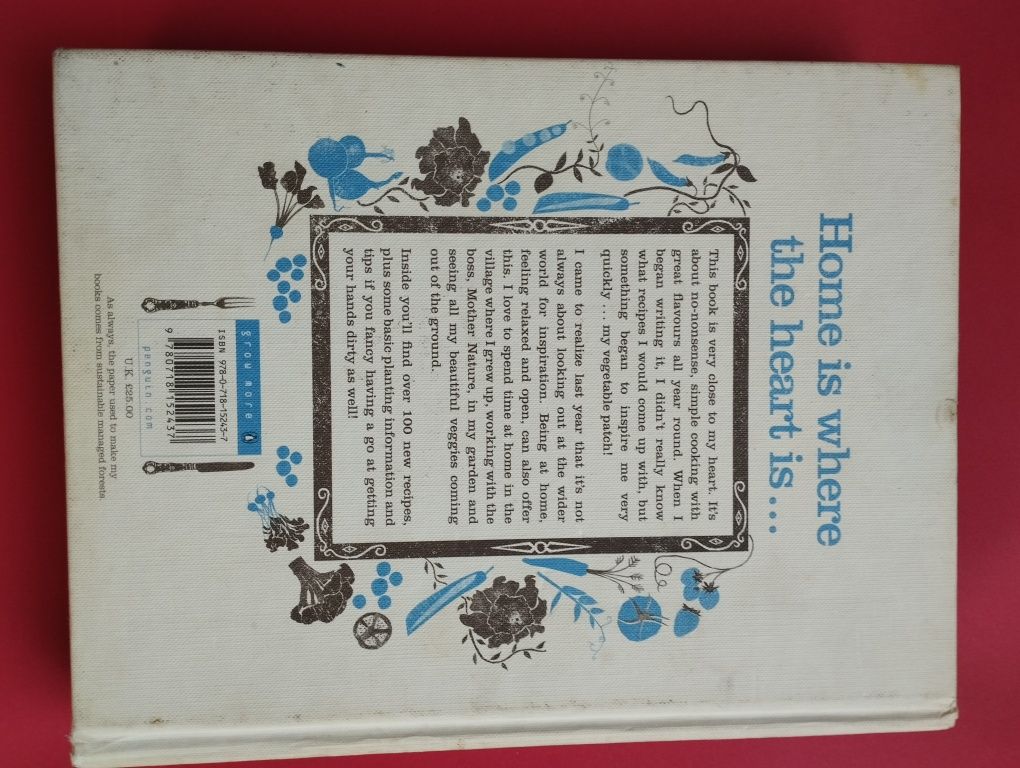 Home is where
the heart is...
This book is very close to my heart. It's
about no-nonsense, simple cooking with
great flavours all year round. When I
began writing it, I didn't really know
what recipes I would come up with, but
something began to inspire me very
quickly ... my vegetable patch!
I came to realize last year that it's not
always about looking out at the wider
world for inspiration. Being at home,
feeling relaxed and open, can also offer
this. I love to spend time at home in the
village where I grew up, working with the
boss, Mother Nature, in my garden and
seeing all my beautiful veggies coming
out of the ground.
Inside you'll find over 100 new recipes,
plus some basic planting information and
tips if you fancy having a go at getting
your hands dirty as well!
grow more
ISBN 978-0-718-15243-7
9 780718 152437
penguin.com
U.K. £25.00
As always, the paper used to make my
books comes from sustainable managed forests